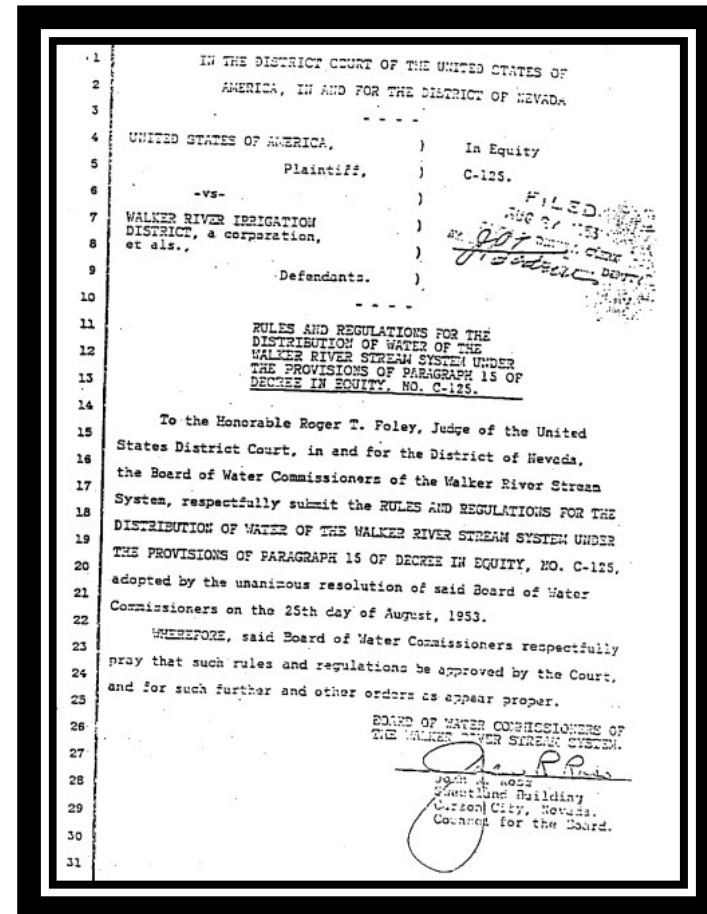 1 IN THE DISTRICT COURT OF THE UNITED STATES OF
2 AMERICA, IN AND FOR THE DISTRICT OF NEVADA
3 - - - -
4 UNITED STATES OF AMERICA, ) In Equity
5 Plaintiff, ) C-125.
6 -vs- )
7 WALKER RIVER IRRIGATION )
8 DISTRICT, a corporation, )
et als., )
9 Defendants. )
FILED
AUG 53
CLERK
BY DEPUTY
10 - - - -
11 RULES AND REGULATIONS FOR THE
12 DISTRIBUTION OF WATER OF THE
WALKER RIVER STREAM SYSTEM UNDER
13 THE PROVISIONS OF PARAGRAPH 15 OF
DECREE IN EQUITY, NO. C-125.
14
15 To the Honorable Roger T. Foley, Judge of the United
16 States District Court, in and for the District of Nevada,
17 the Board of Water Commissioners of the Walker River Stream
18 System, respectfully submit the RULES AND REGULATIONS FOR THE
19 DISTRIBUTION OF WATER OF THE WALKER RIVER STREAM SYSTEM UNDER
20 THE PROVISIONS OF PARAGRAPH 15 OF DECREE IN EQUITY, NO. C-125,
21 adopted by the unanimous resolution of said Board of Water
22 Commissioners on the 25th day of August, 1953.
23 WHEREFORE, said Board of Water Commissioners respectfully
24 pray that such rules and regulations be approved by the Court,
25 and for such further and other orders as appear proper.
26 BOARD OF WATER COMMISSIONERS OF
THE WALKER RIVER STREAM SYSTEM.
27
28 Ross
Building
29 Carson City, Nevada.
Counsel for the Board.
30
31